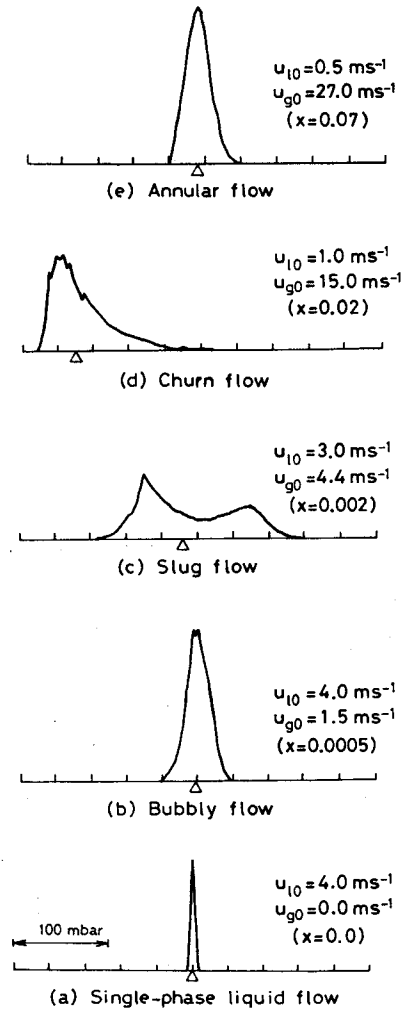 u_l0 = 0.5 ms⁻¹
u_g0 = 27.0 ms⁻¹
(x=0.07)
(e) Annular flow
u_l0 = 1.0 ms⁻¹
u_g0 = 15.0 ms⁻¹
(x=0.02)
(d) Churn flow
u_l0 = 3.0 ms⁻¹
u_g0 = 4.4 ms⁻¹
(x=0.002)
(c) Slug flow
u_l0 = 4.0 ms⁻¹
u_g0 = 1.5 ms⁻¹
(x=0.0005)
(b) Bubbly flow
u_l0 = 4.0 ms⁻¹
u_g0 = 0.0 ms⁻¹
(x=0.0)
100 mbar
(a) Single-phase liquid flow